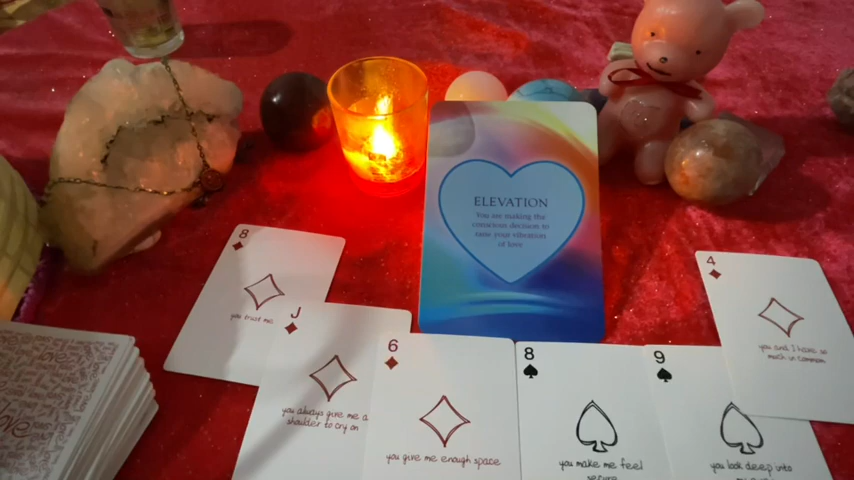 ELEVATION
You are making the
conscious decision to
raise your vibration
of love
8
you trust me
J
you always give me a
shoulder to cry on
6
you give me enough space
8
you make me feel
secure
9
you look deep into
4
you and I have so
much in common
love